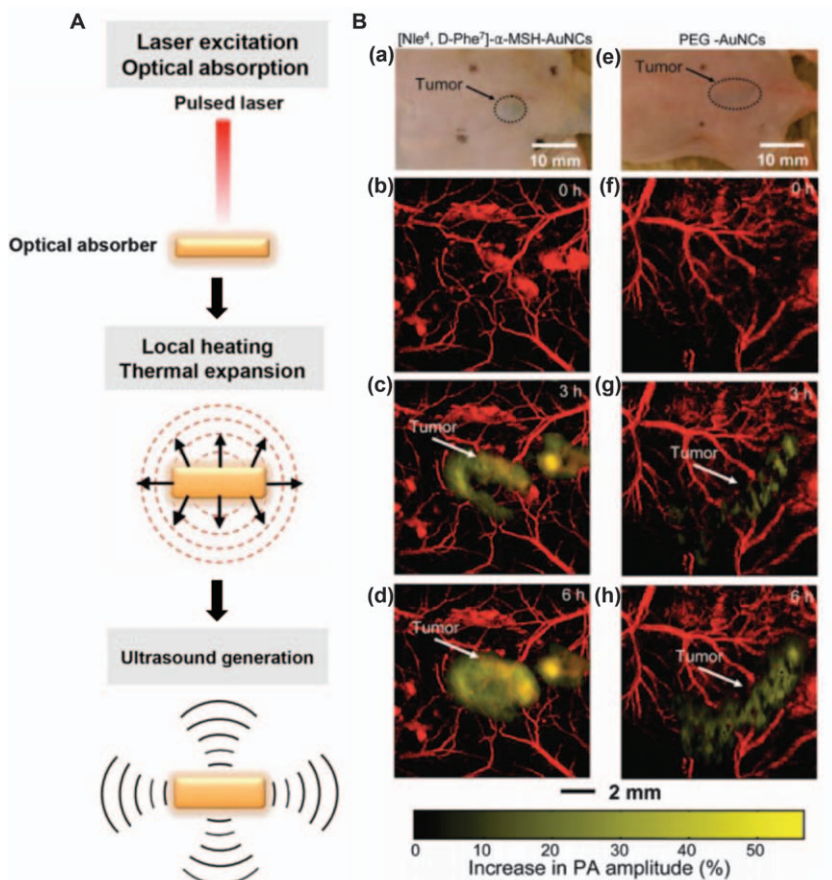 A
Laser excitation
Optical absorption
Pulsed laser
Optical absorber
Local heating
Thermal expansion
Ultrasound generation
B
[Nle⁴, D-Phe⁷]-α-MSH-AuNCs
PEG -AuNCs
(a)
Tumor
10 mm
(e)
Tumor
10 mm
(b)
0 h
(f)
0 h
(c)
3 h
Tumor
(g)
3 h
Tumor
(d)
6 h
Tumor
(h)
6 h
Tumor
2 mm
0 10 20 30 40 50
Increase in PA amplitude (%)